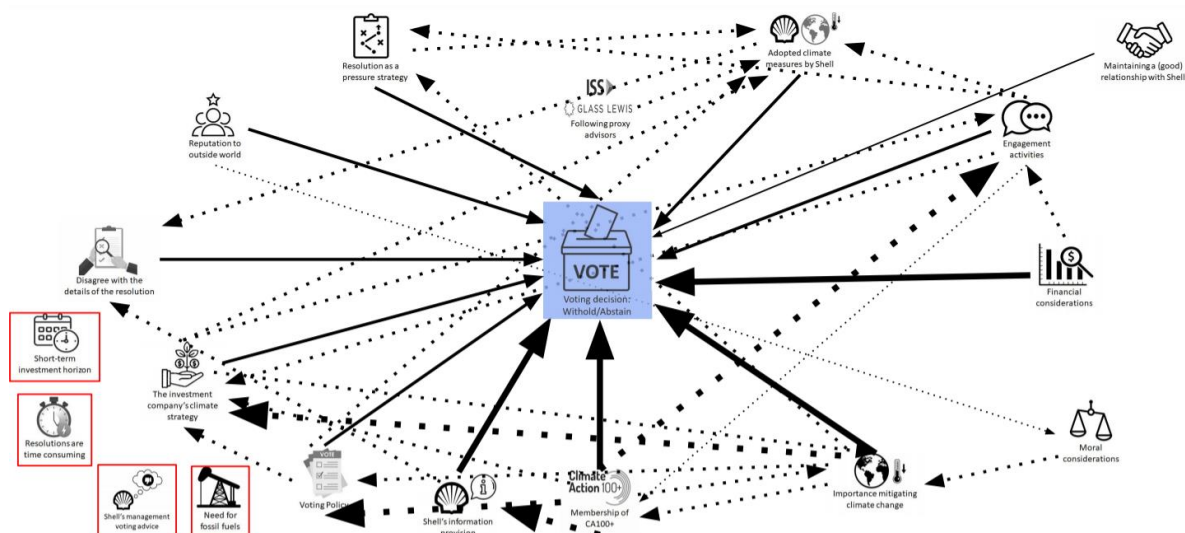 Resolution as a
pressure strategy
Adopted climate
measures by Shell
Maintaining a (good)
relationship with Shell
ISS
GLASS LEWIS
Following proxy
advisors
Reputation to
outside world
Engagement
activities
Disagree with the
details of the resolution
VOTE
Voting decision:
Withold/Abstain
Financial
considerations
Short-term
investment horizon
The investment
company's climate
strategy
Resolutions are
time consuming
Moral
considerations
VOTE
Voting Policy
Shell's management
voting advice
Need for
fossil fuels
Shell's information
provision
Climate
Action 100+
Membership of
CA100+
Importance mitigating
climate change